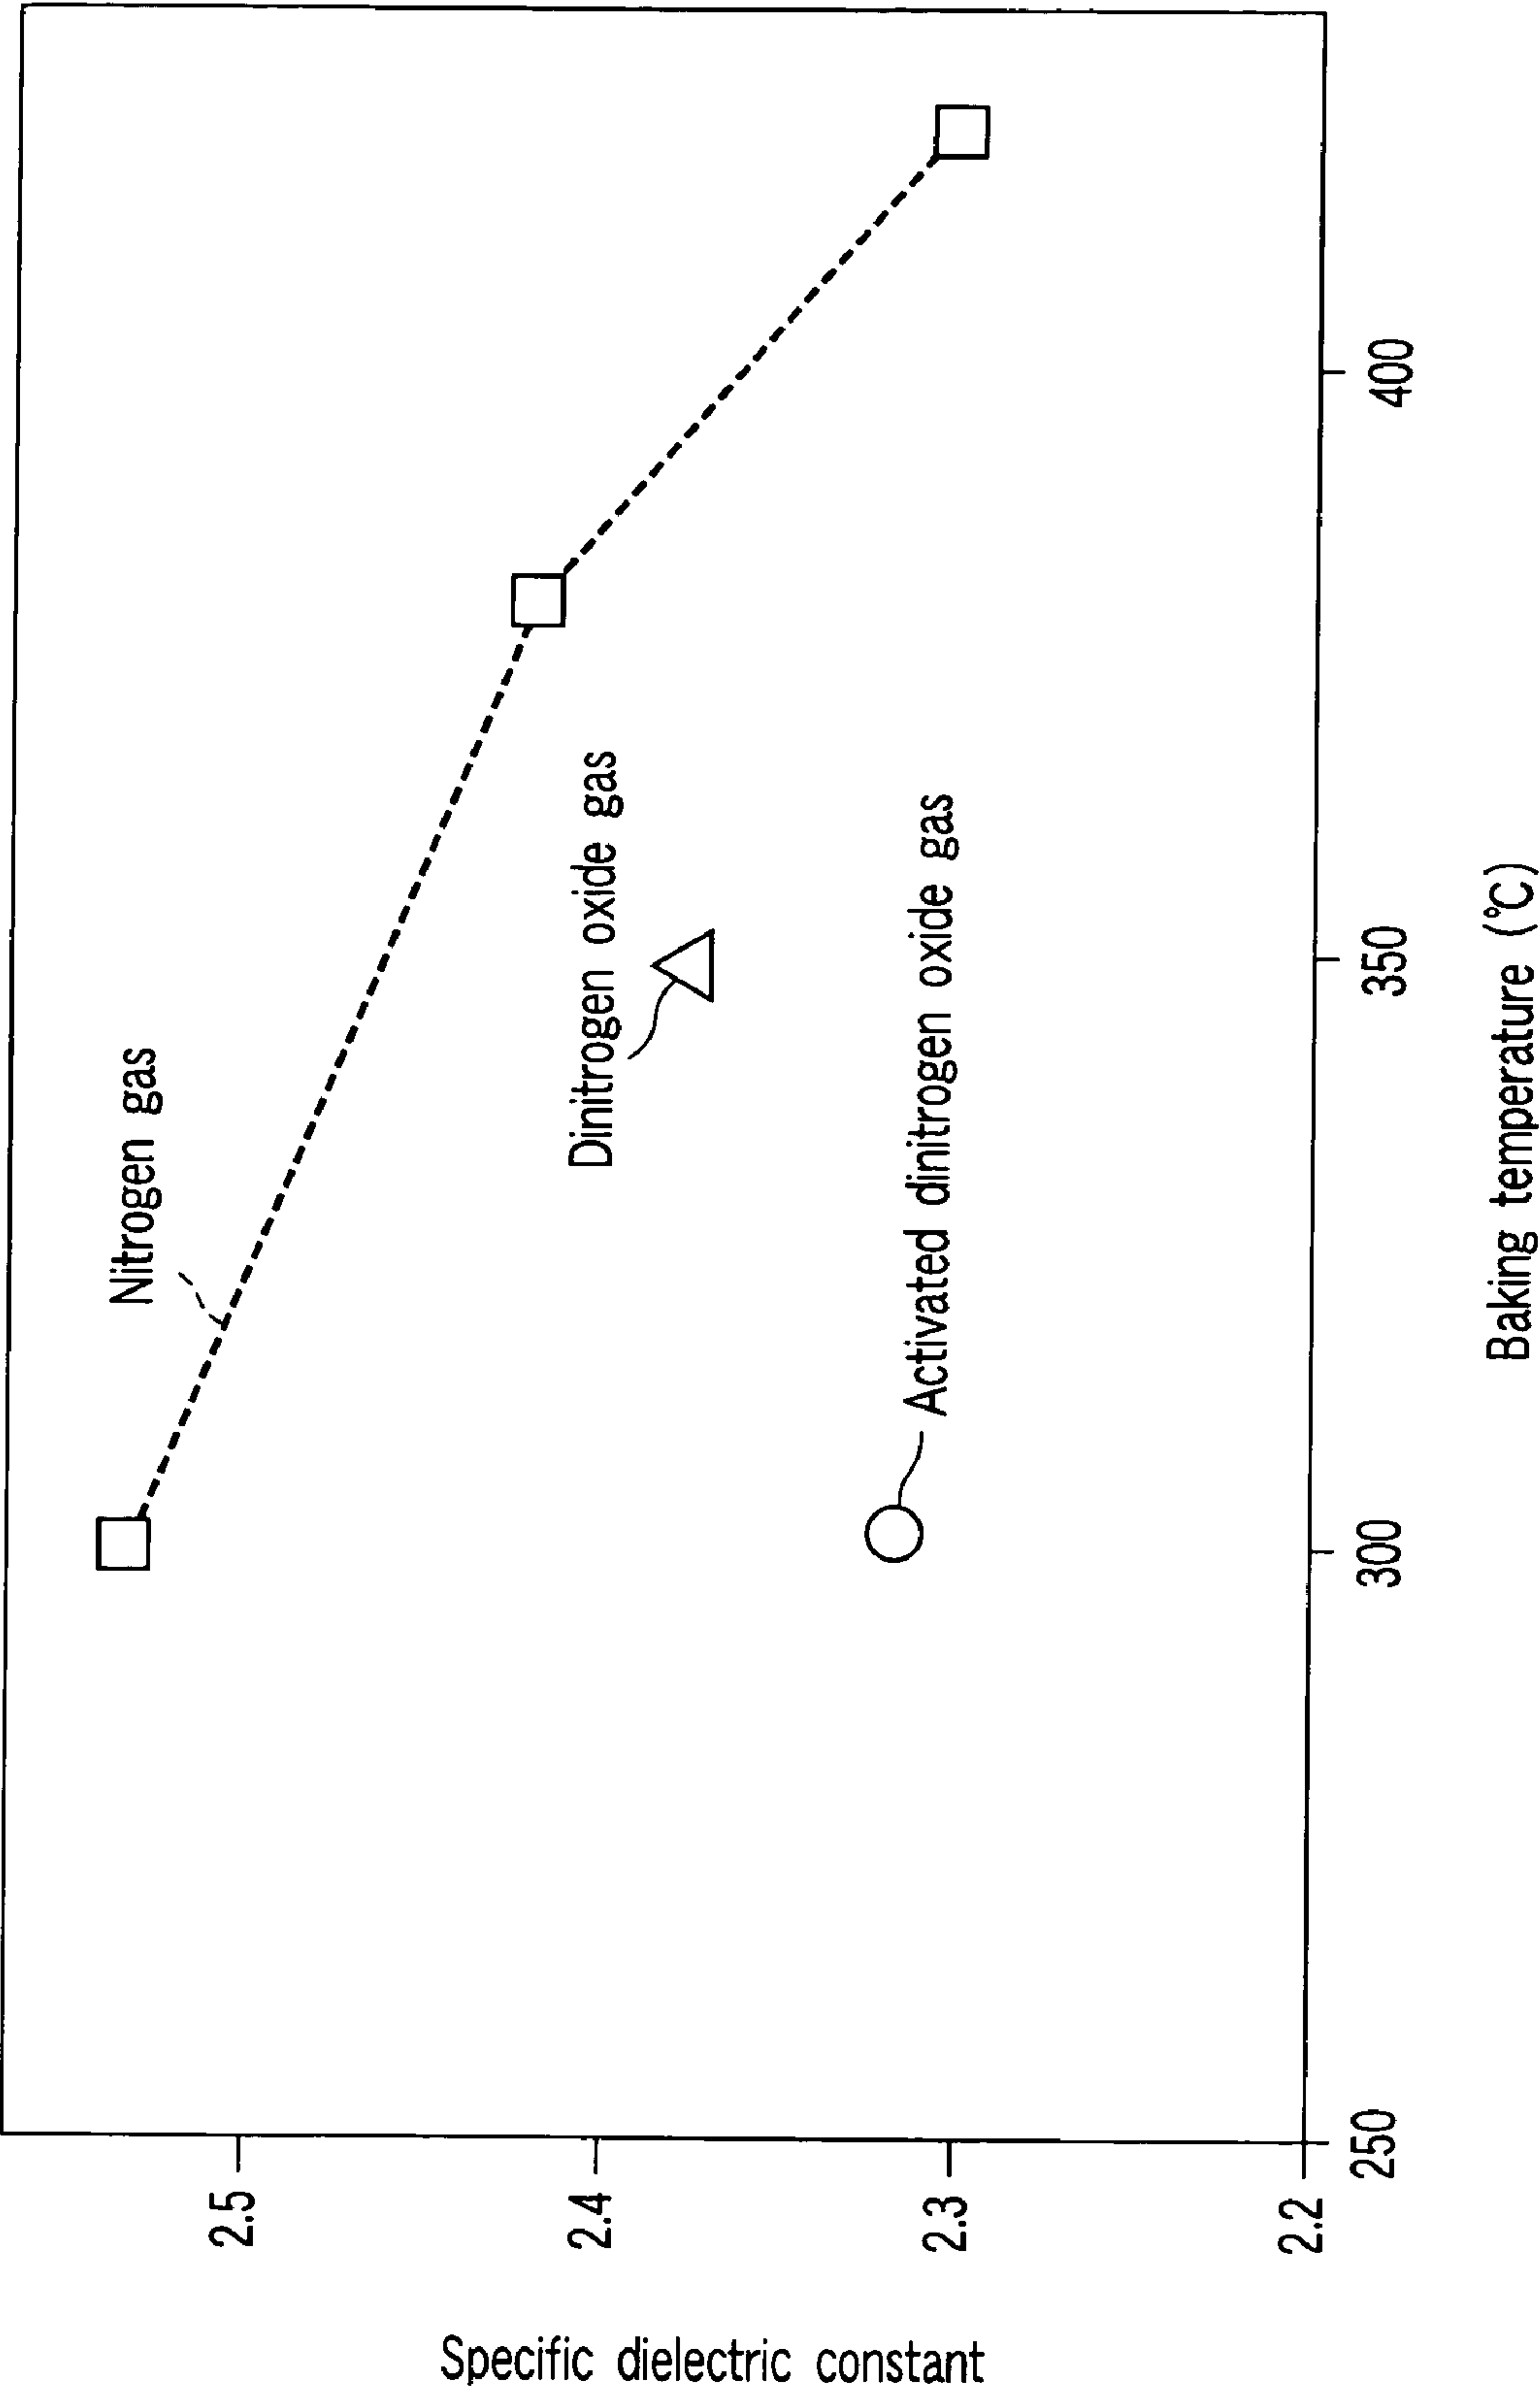 Specific dielectric constant
2.5
2.4
2.3
2.2
Nitrogen gas
Dinitrogen oxide gas
Activated dinitrogen oxide gas
250
300
350
400
Baking temperature (°C)